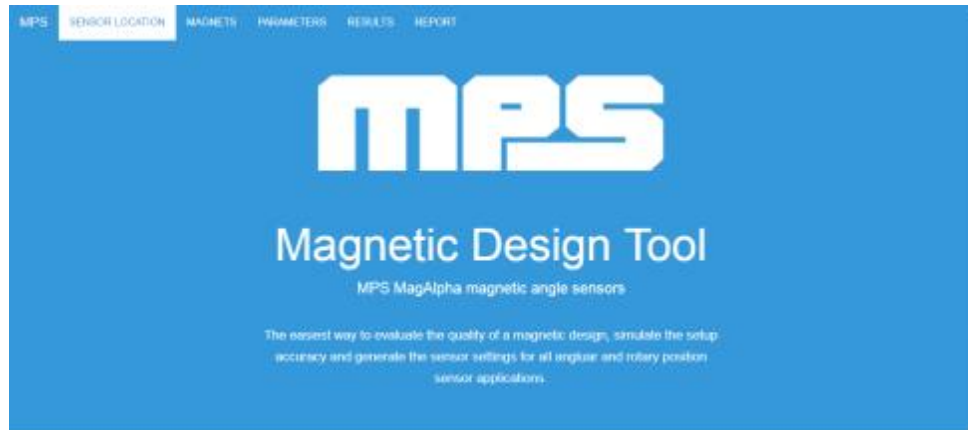 MPS SENSOR LOCATION MAGNETS PARAMETERS RESULTS REPORT
mps
Magnetic Design Tool
MPS MagAlpha magnetic angle sensors
The easiest way to evaluate the quality of a magnetic design, simulate the setup
accuracy and generate the sensor settings for all angluar and rotary position
sensor applications.